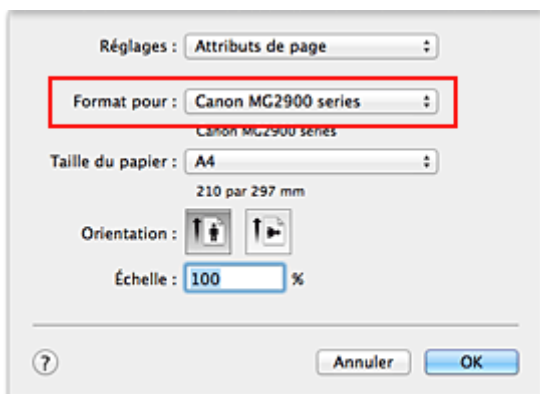 Réglages : Attributs de page
Format pour : Canon MG2900 series
Canon MG2900 series
Taille du papier : A4
210 par 297 mm
Orientation :
Échelle : 100 %
? Annuler OK